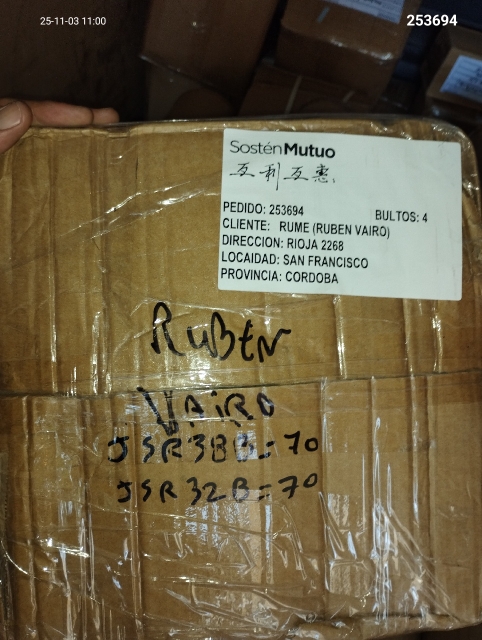 25-11-03 11:00
253694
SosténMutuo
互利互惠
PEDIDO: 253694 BULTOS: 4
CLIENTE: RUME (RUBEN VAIRO)
DIRECCION: RIOJA 2268
LOCAIDAD: SAN FRANCISCO
PROVINCIA: CORDOBA
RUBEN
VAIRO
JSR38B=70
JSR32B=70